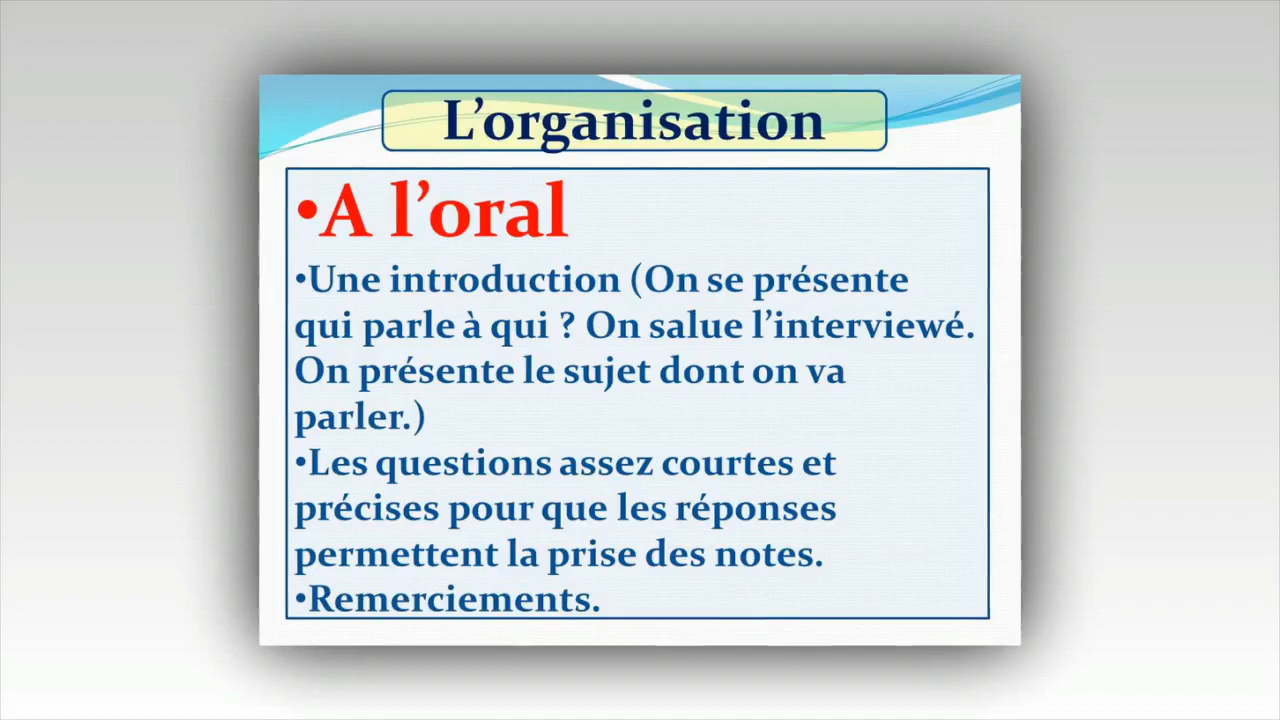 L’organisation
•A l’oral
•Une introduction (On se présente
qui parle à qui ? On salue l’interviewé.
On présente le sujet dont on va
parler.)
•Les questions assez courtes et
précises pour que les réponses
permettent la prise des notes.
•Remerciements.